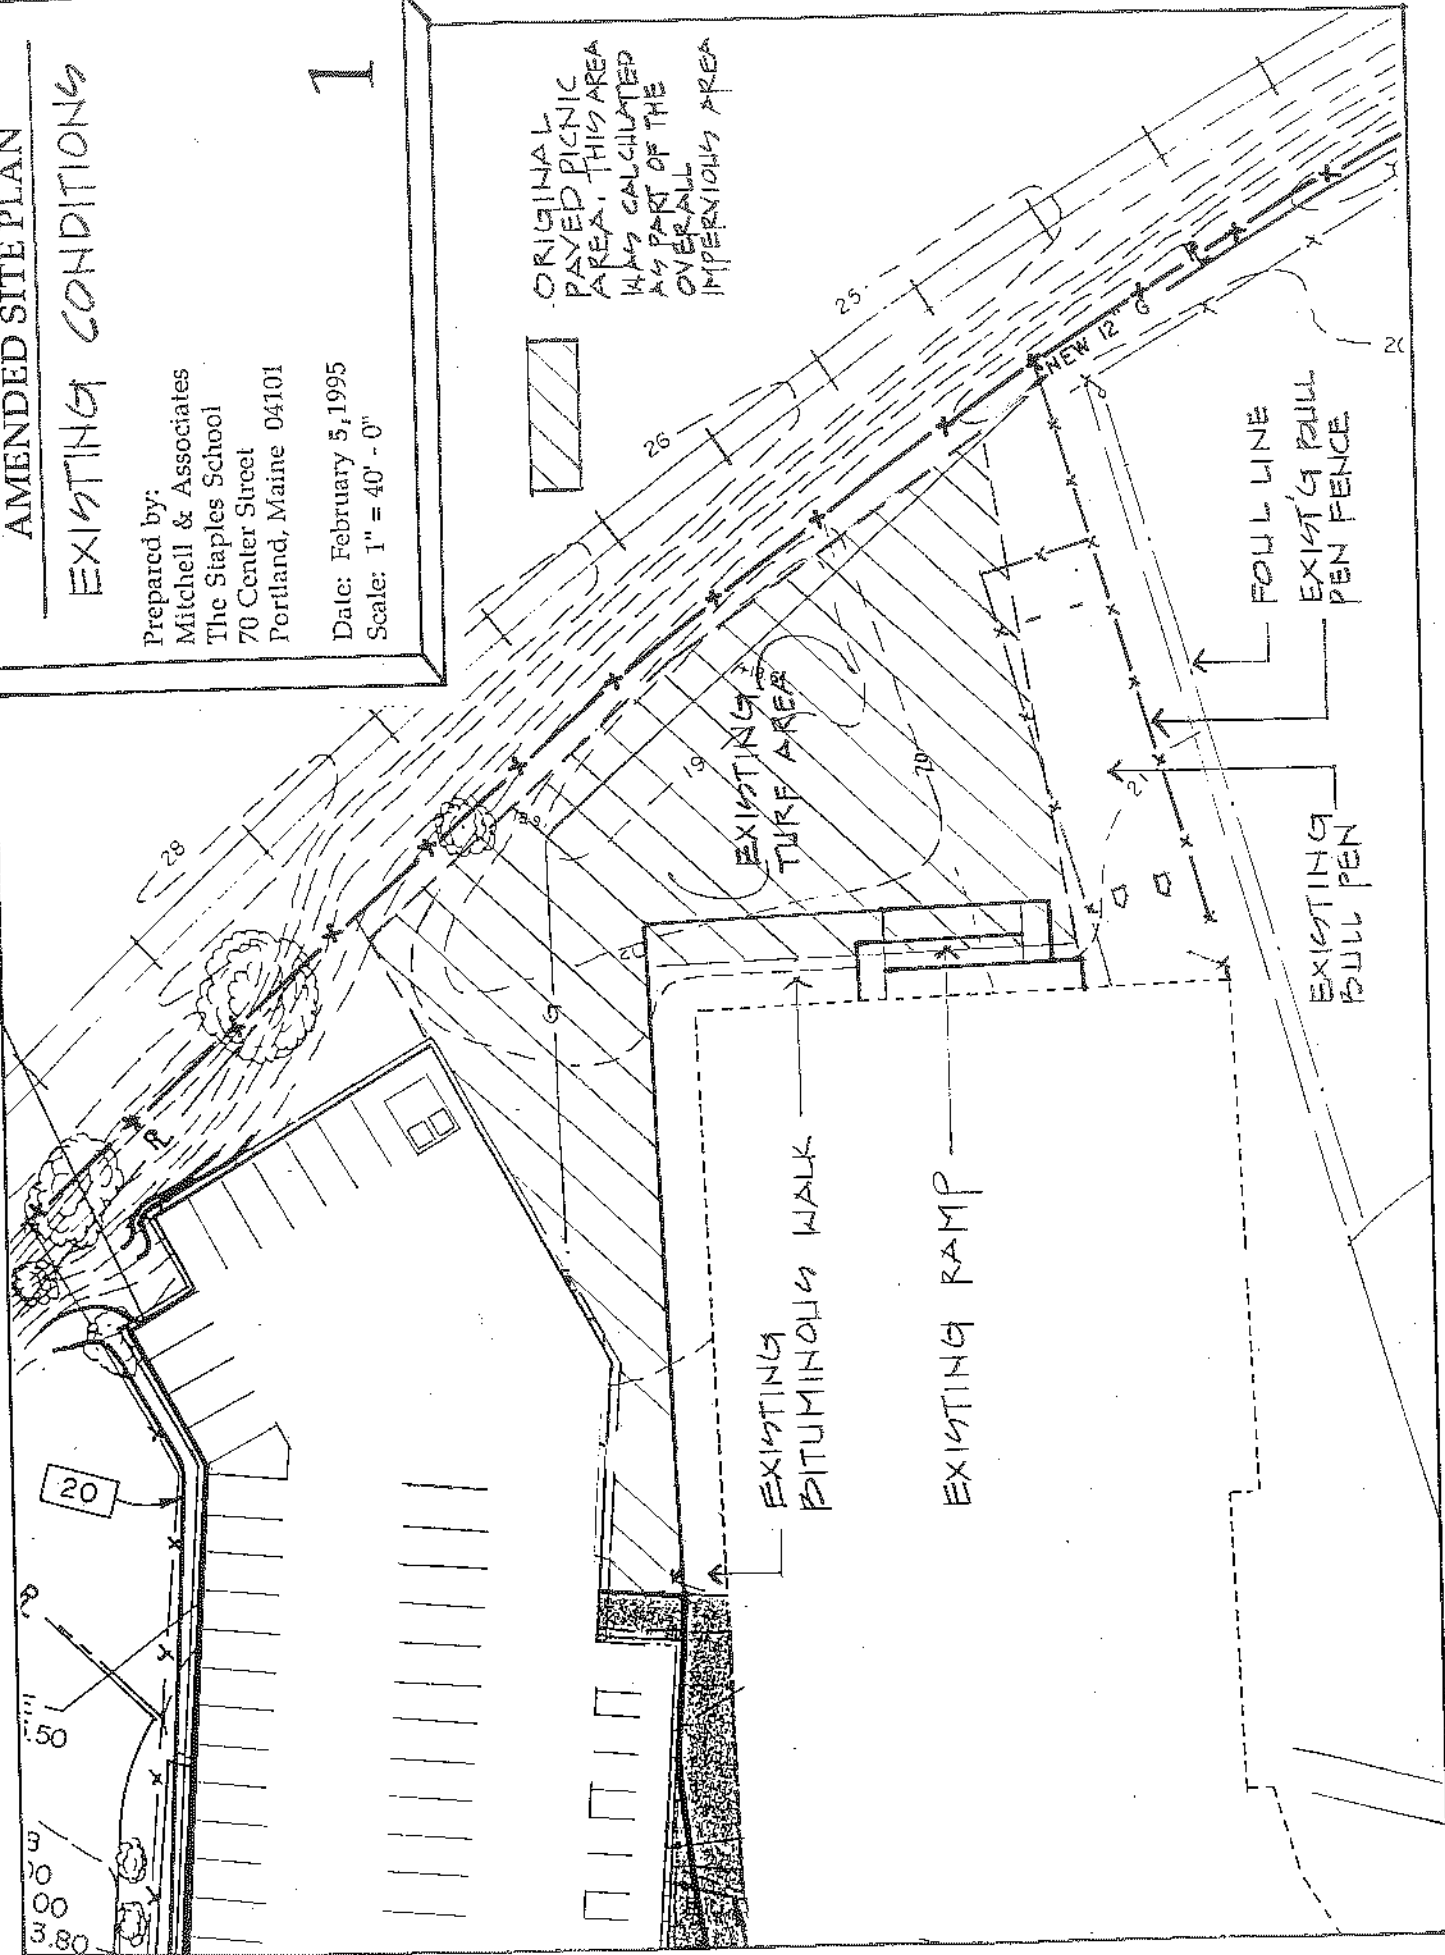 AMENDED SITE PLAN
EXISTING CONDITIONS
Prepared by:
Mitchell & Associates
The Staples School
70 Center Street
Portland, Maine 04101
Date: February 5, 1995
Scale: 1" = 40' - 0"
1
ORIGINAL
PAVED PICNIC
AREA. THIS AREA
WAS CALCULATED
AS PART OF THE
OVERALL
IMPERVIOUS AREA
28
26
25
20
NEW 12' G
EXISTING
TURF AREA
19
20
20
21
G
FOUL LINE
EXIST'G BULL
PEN FENCE
EXISTING
BULL PEN
EXISTING
BITUMINOUS WALK
EXISTING RAMP
.50
00
3.80